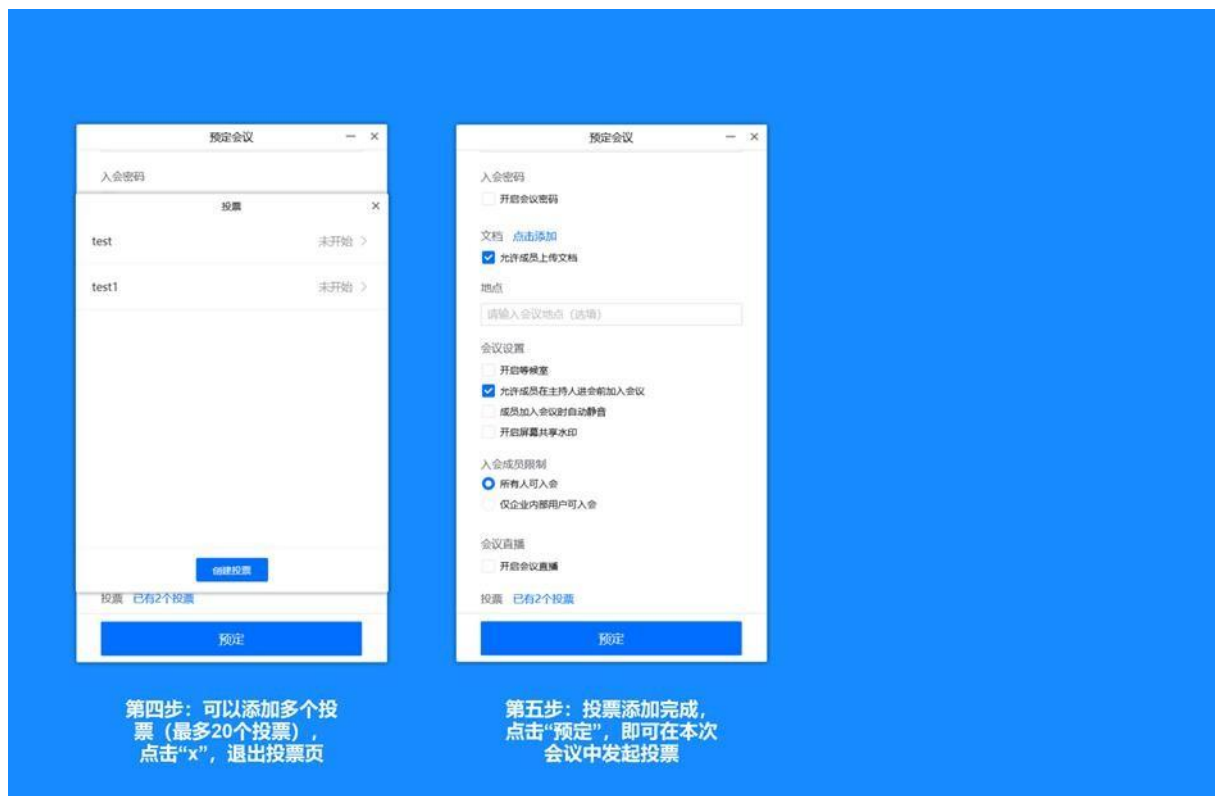 预定会议
入会密码
投票
test 未开始
test1 未开始
创建投票
投票 已有2个投票
预定
第四步：可以添加多个投
票（最多20个投票），
点击“x”，退出投票页
预定会议
入会密码
开启会议密码
文档 点击添加
允许成员上传文档
地点
请输入会议地点（选填）
会议设置
开启等候室
允许成员在主持人进会前加入会议
成员加入会议时自动静音
开启屏幕共享水印
入会成员限制
所有人可入会
仅企业内部用户可入会
会议直播
开启会议直播
投票 已有2个投票
预定
第五步：投票添加完成，
点击“预定”，即可在本次
会议中发起投票